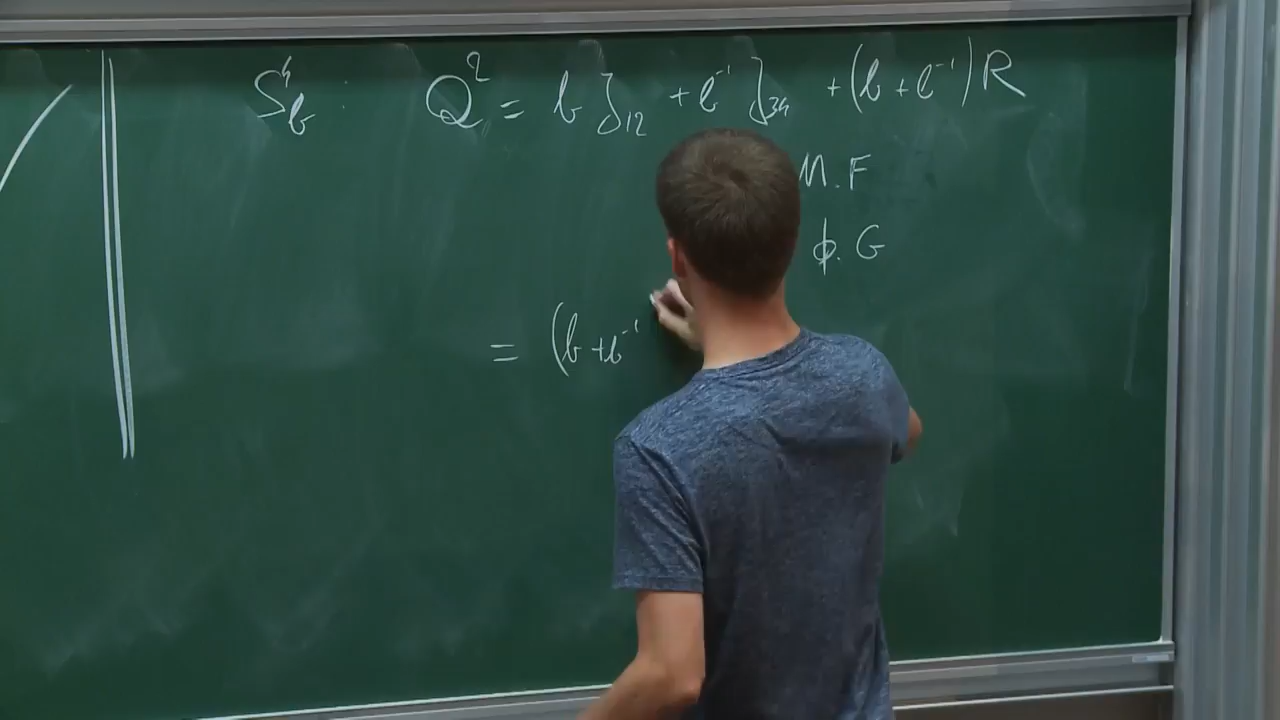 S⁴_b : Q² = b J₁₂ + b⁻¹ J₃₄ + (b + b⁻¹) R
M.F
ϕ.G
= (b + b⁻¹